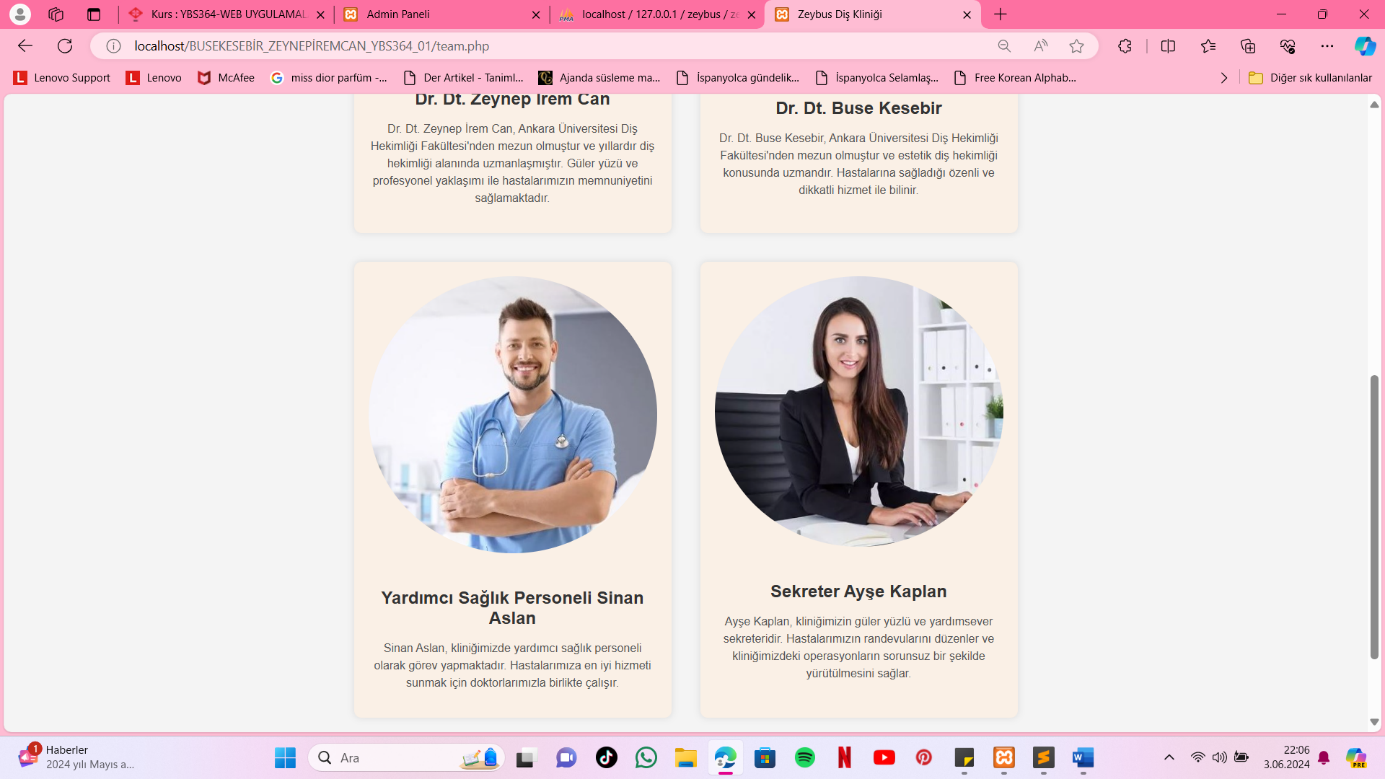 Kurs : YBS364-WEB UYGULAMAL
Admin Paneli
localhost / 127.0.0.1 / zeybus / ze
Zeybus Diş Kliniği
localhost/BUSEKESEBİR_ZEYNEPİREMCAN_YBS364_01/team.php
Lenovo Support
Lenovo
McAfee
miss dior parfüm -...
Der Artikel - Taniml...
Ajanda süsleme ma...
İspanyolca gündelik...
İspanyolca Selamlaş...
Free Korean Alphab...
Diğer sık kullanılanlar
Dr. Dt. Zeynep İrem Can
Dr. Dt. Zeynep İrem Can, Ankara Üniversitesi Diş
Hekimliği Fakültesi'nden mezun olmuştur ve yıllardır diş
hekimliği alanında uzmanlaşmıştır. Güler yüzü ve
profesyonel yaklaşımı ile hastalarımızın memnuniyetini
sağlamaktadır.
Dr. Dt. Buse Kesebir
Dr. Dt. Buse Kesebir, Ankara Üniversitesi Diş Hekimliği
Fakültesi'nden mezun olmuştur ve estetik diş hekimliği
konusunda uzmandır. Hastalarına sağladığı özenli ve
dikkatli hizmet ile bilinir.
Yardımcı Sağlık Personeli Sinan
Aslan
Sinan Aslan, kliniğimizde yardımcı sağlık personeli
olarak görev yapmaktadır. Hastalarımıza en iyi hizmeti
sunmak için doktorlarımızla birlikte çalışır.
Sekreter Ayşe Kaplan
Ayşe Kaplan, kliniğimizin güler yüzlü ve yardımsever
sekreteridir. Hastalarımızın randevularını düzenler ve
kliniğimizdeki operasyonların sorunsuz bir şekilde
yürütülmesini sağlar.
1
Haberler
2024 yılı Mayıs a...
Ara
22:06
3.06.2024
PRE